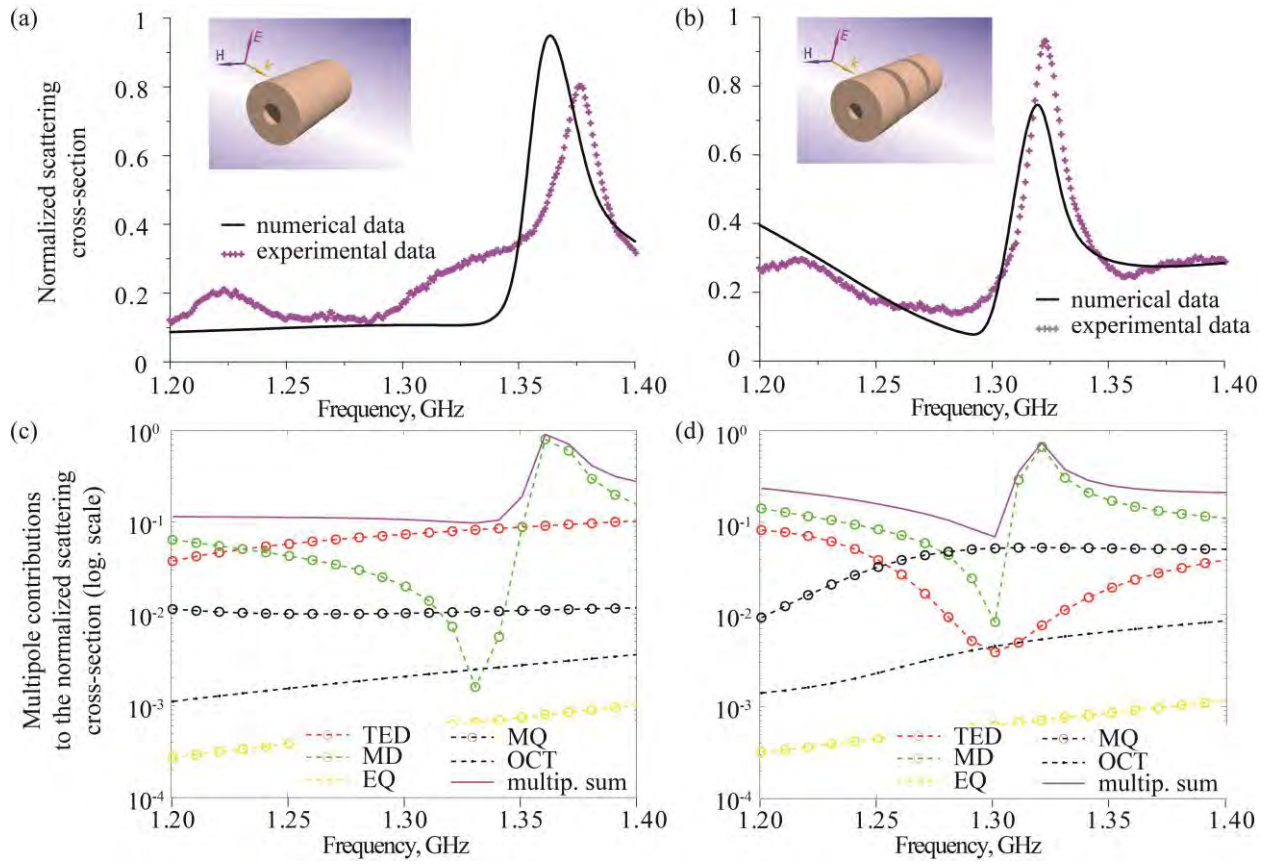 (a)
(b)
Normalized scattering
cross-section
1
0.8
0.6
0.4
0.2
0
H E k
numerical data
experimental data
1.20 1.25 1.30 1.35 1.40
Frequency, GHz
1
0.8
0.6
0.4
0.2
0
H E k
numerical data
experimental data
1.20 1.25 1.30 1.35 1.40
Frequency, GHz
(c)
(d)
Multipole contributions
to the normalized scattering
cross-section (log. scale)
10^0
10^-1
10^-2
10^-3
10^-4
TED
MD
EQ
MQ
OCT
multip. sum
1.20 1.25 1.30 1.35 1.40
Frequency, GHz
10^0
10^-1
10^-2
10^-3
10^-4
TED
MD
EQ
MQ
OCT
multip. sum
1.20 1.25 1.30 1.35 1.40
Frequency, GHz